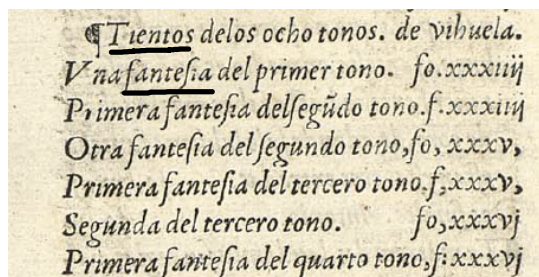 ¶Tientos delos ocho tonos. de vihuela.
Vna fantesia del primer tono. fo.xxxiiij
Primera fantesia delsegũdo tono.f.xxxiiij
Otra fantesia del segundo tono,fo, xxxv,
Primera fantesia del tercero tono.f,xxxv,
Segunda del tercero tono. fo,xxxvj
Primera fantesia del quarto tono,f:xxxvj